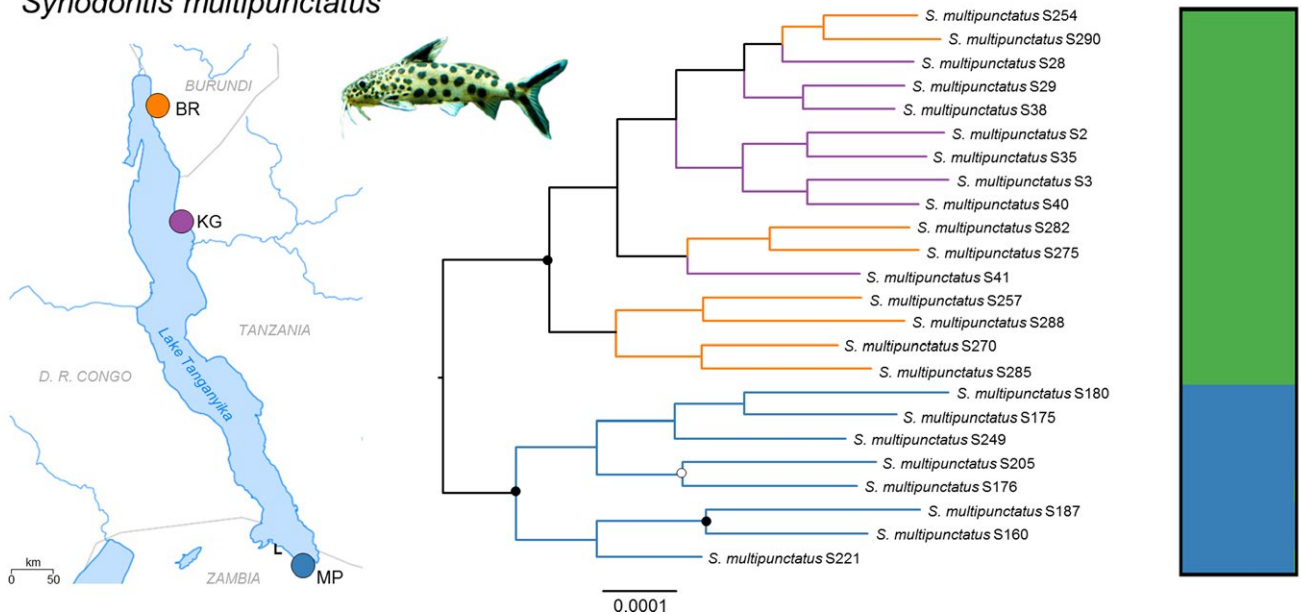 Synodontis multipunctatus
BURUNDI
BR
KG
TANZANIA
Lake Tanganyika
D. R. CONGO
L
ZAMBIA
MP
km
0 50
S. multipunctatus S254
S. multipunctatus S290
S. multipunctatus S28
S. multipunctatus S29
S. multipunctatus S38
S. multipunctatus S2
S. multipunctatus S35
S. multipunctatus S3
S. multipunctatus S40
S. multipunctatus S282
S. multipunctatus S275
S. multipunctatus S41
S. multipunctatus S257
S. multipunctatus S288
S. multipunctatus S270
S. multipunctatus S285
S. multipunctatus S180
S. multipunctatus S175
S. multipunctatus S249
S. multipunctatus S205
S. multipunctatus S176
S. multipunctatus S187
S. multipunctatus S160
S. multipunctatus S221
0.0001